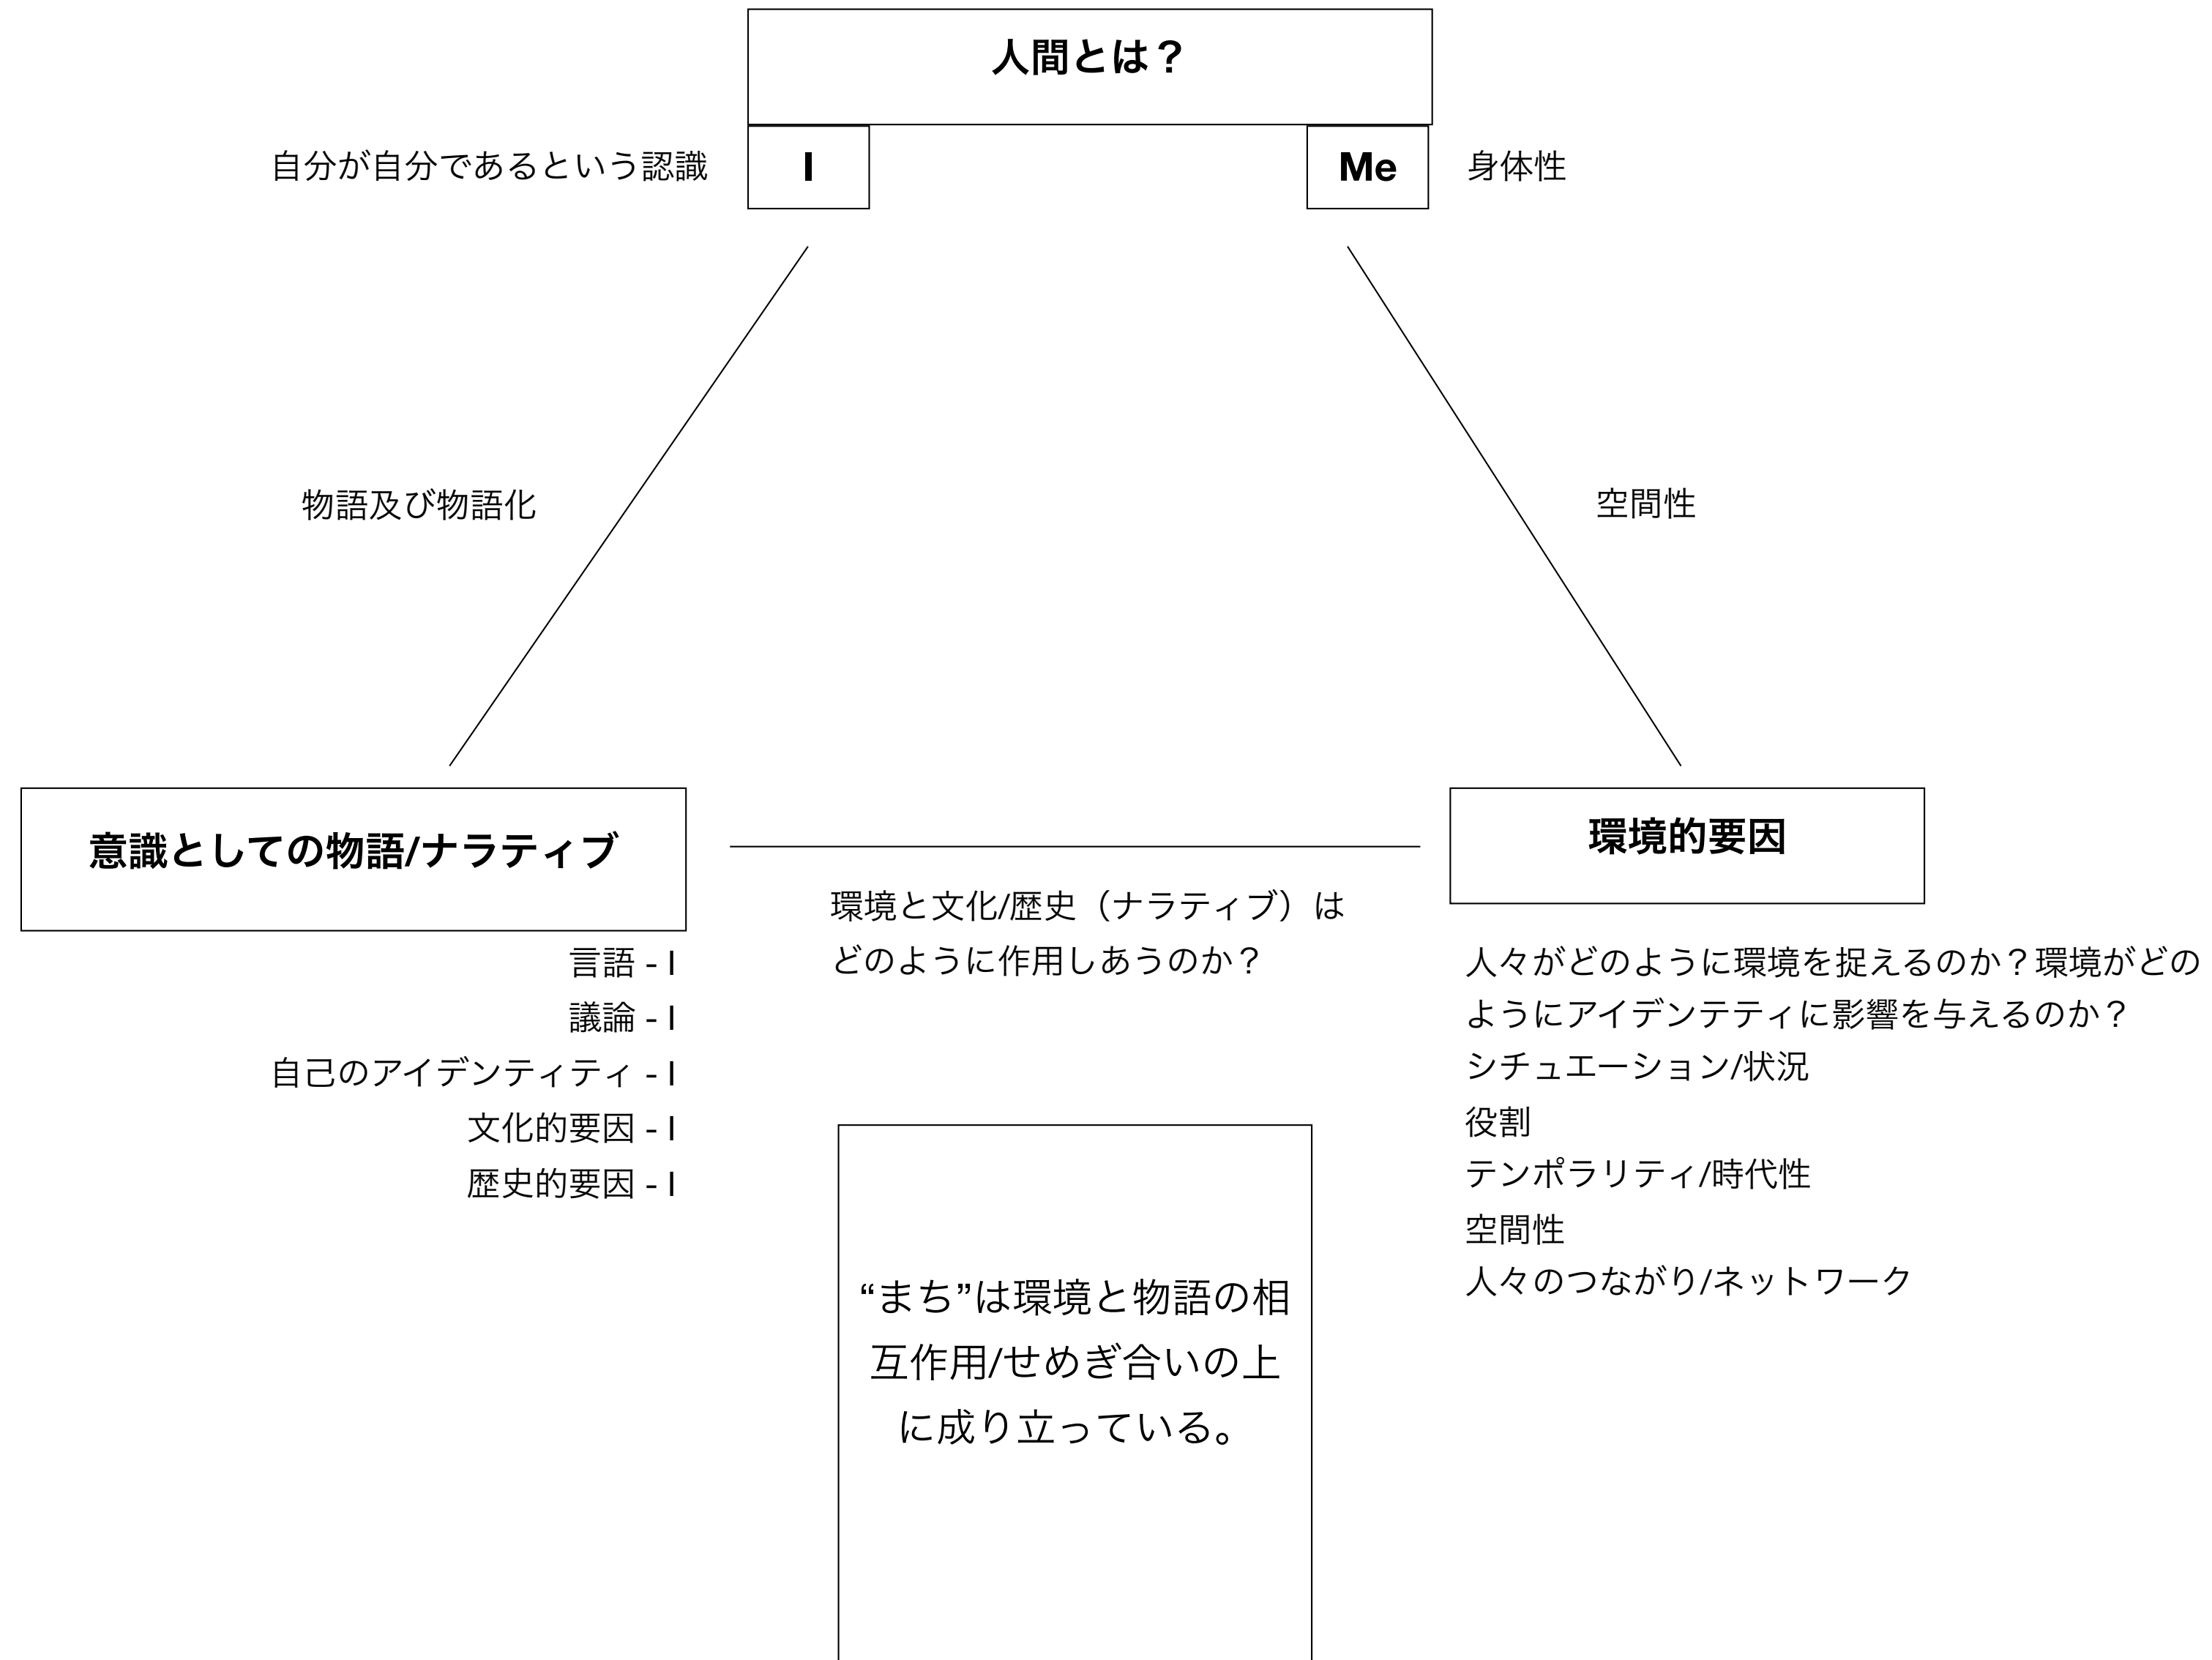 人間とは？
自分が自分であるという認識
I
Me
身体性
物語及び物語化
空間性
意識としての物語/ナラティブ
言語 - I
議論 - I
自己のアイデンティティ - I
文化的要因 - I
歴史的要因 - I
環境と文化/歴史（ナラティブ）は
どのように作用しあうのか？
環境的要因
人々がどのように環境を捉えるのか？環境がどの
ようにアイデンテティに影響を与えるのか？
シチュエーション/状況
役割
テンポラリティ/時代性
空間性
人々のつながり/ネットワーク
“まち”は環境と物語の相
互作用/せめぎ合いの上
に成り立っている。